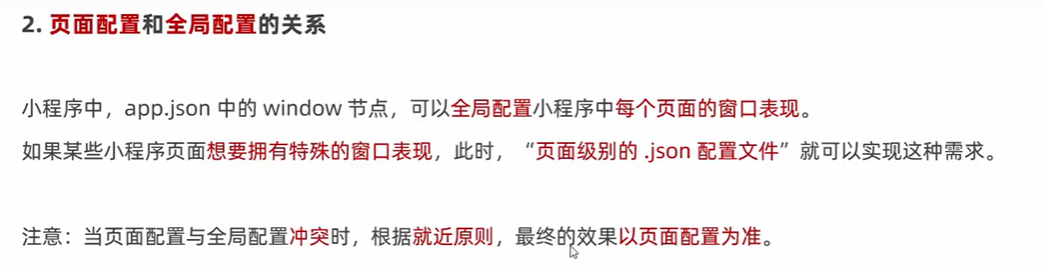 2. 页面配置和全局配置的关系
小程序中，app.json 中的 window 节点，可以全局配置小程序中每个页面的窗口表现。
如果某些小程序页面想要拥有特殊的窗口表现，此时，“页面级别的 .json 配置文件”就可以实现这种需求。
注意：当页面配置与全局配置冲突时，根据就近原则，最终的效果以页面配置为准。